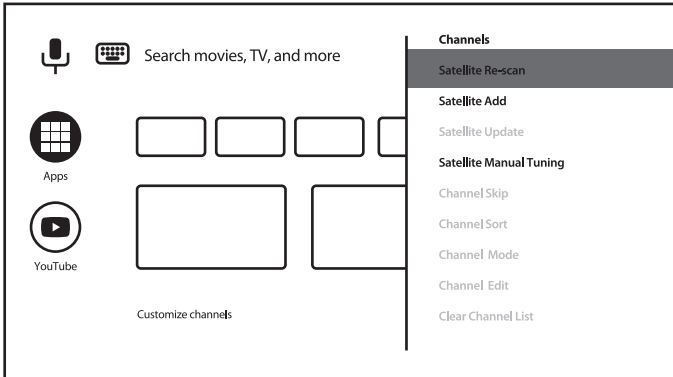 Search movies, TV, and more
Apps
YouTube
Customize channels
Channels
Satellite Re-scan
Satellite Add
Satellite Update
Satellite Manual Tuning
Channel Skip
Channel Sort
Channel Mode
Channel Edit
Clear Channel List